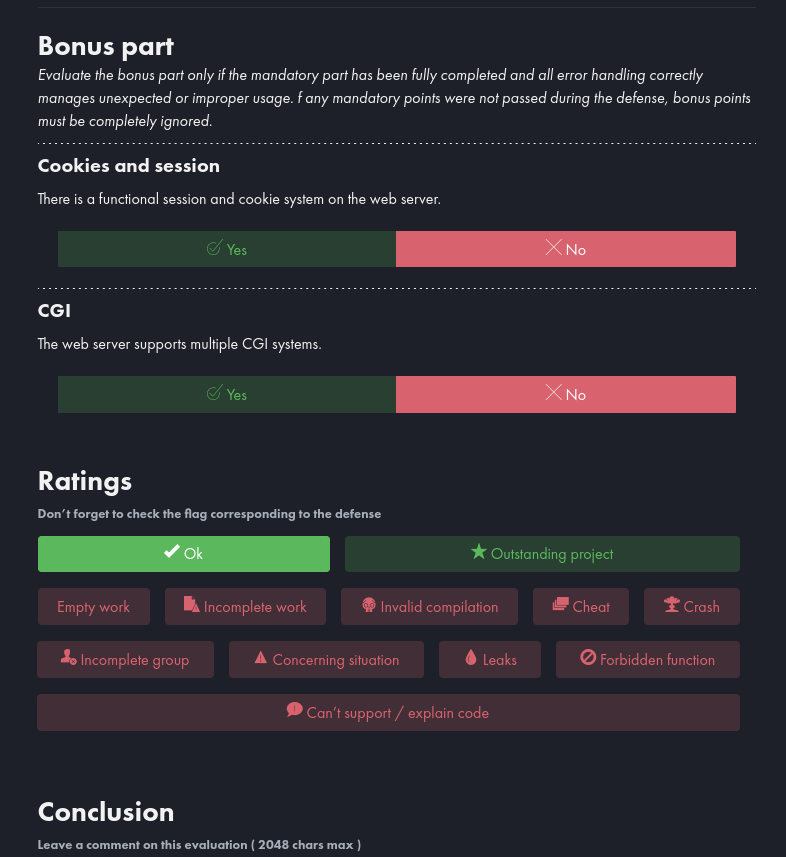 Bonus part
Evaluate the bonus part only if the mandatory part has been fully completed and all error handling correctly
manages unexpected or improper usage. f any mandatory points were not passed during the defense, bonus points
must be completely ignored.
Cookies and session
There is a functional session and cookie system on the web server.
Yes No
CGI
The web server supports multiple CGI systems.
Yes No
Ratings
Don’t forget to check the flag corresponding to the defense
Ok Outstanding project
Empty work Incomplete work Invalid compilation Cheat Crash
Incomplete group Concerning situation Leaks Forbidden function
Can’t support / explain code
Conclusion
Leave a comment on this evaluation ( 2048 chars max )